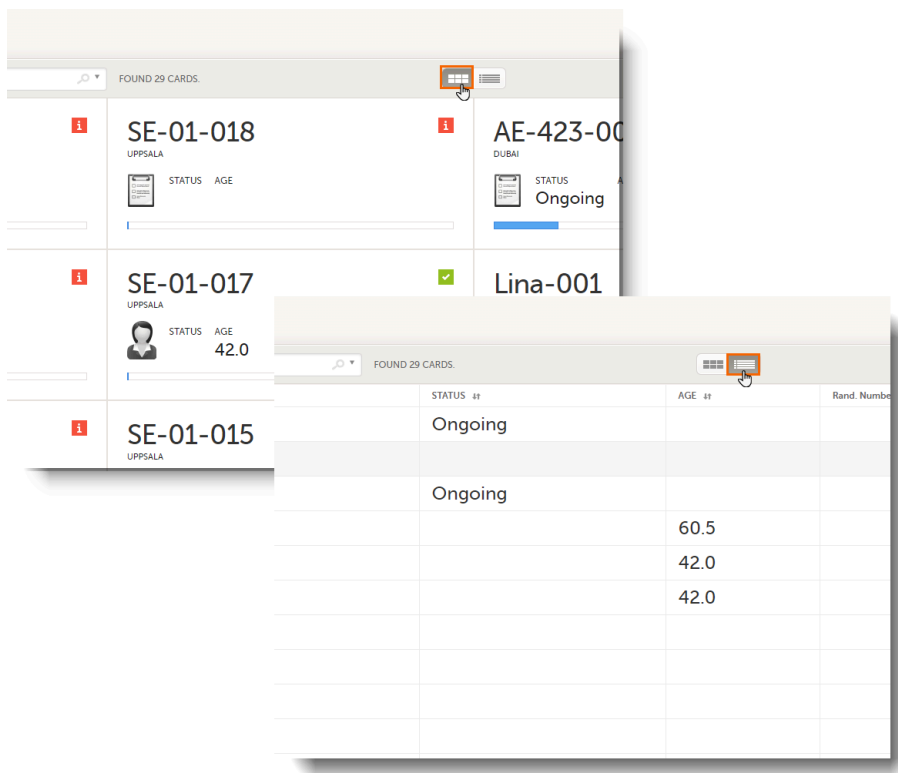 FOUND 29 CARDS.
SE-01-018
UPPSALA
STATUS AGE
AE-423-00
DUBAI
STATUS A
Ongoing
SE-01-017
UPPSALA
STATUS AGE
42.0
Lina-001
SE-01-015
UPPSALA
FOUND 29 CARDS.
STATUS AGE Rand. Numbe
Ongoing
Ongoing
60.5
42.0
42.0